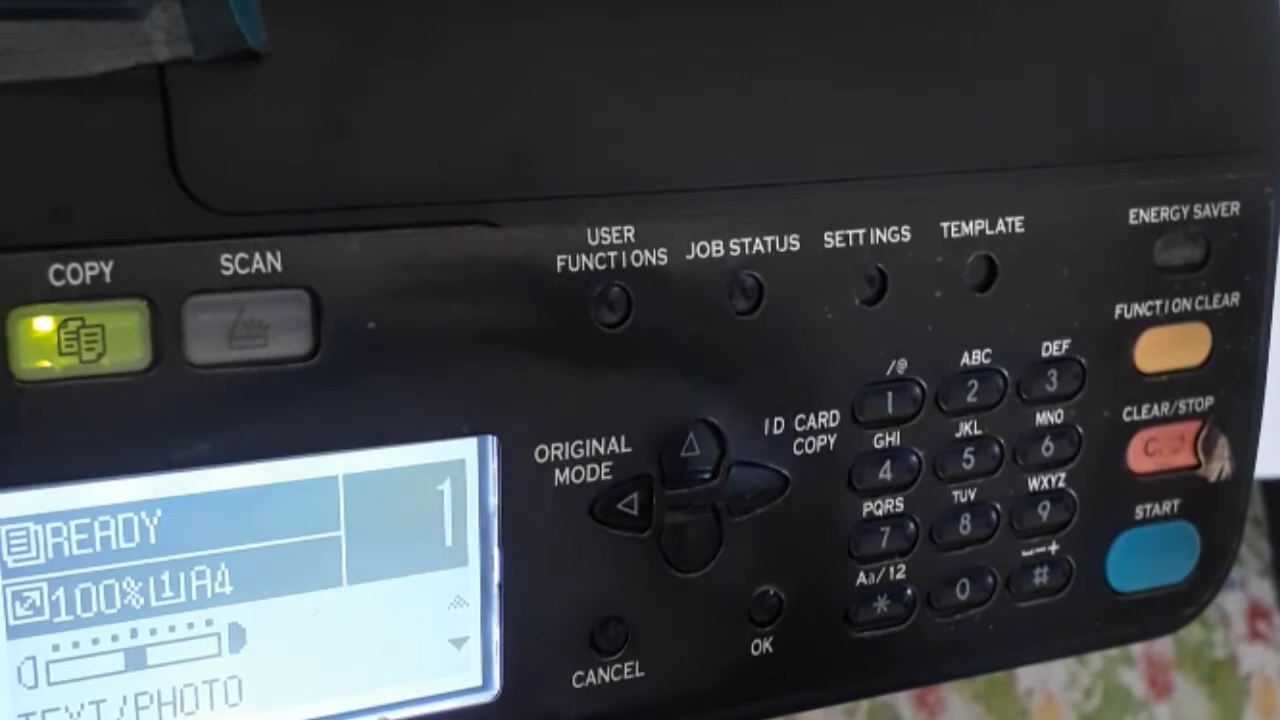 ENERGY SAVER
USER
FUNCTIONS
JOB STATUS
SETTINGS
TEMPLATE
COPY
SCAN
FUNCTION CLEAR
/@
ABC
DEF
1
2
3
ID CARD
COPY
CLEAR/STOP
ORIGINAL
MODE
GHI
JKL
MNO
4
5
6
PQRS
TUV
WXYZ
7
8
9
START
Aa/12
*
0
#
READY
1
100% 1 A4
TEXT/PHOTO
CANCEL
OK